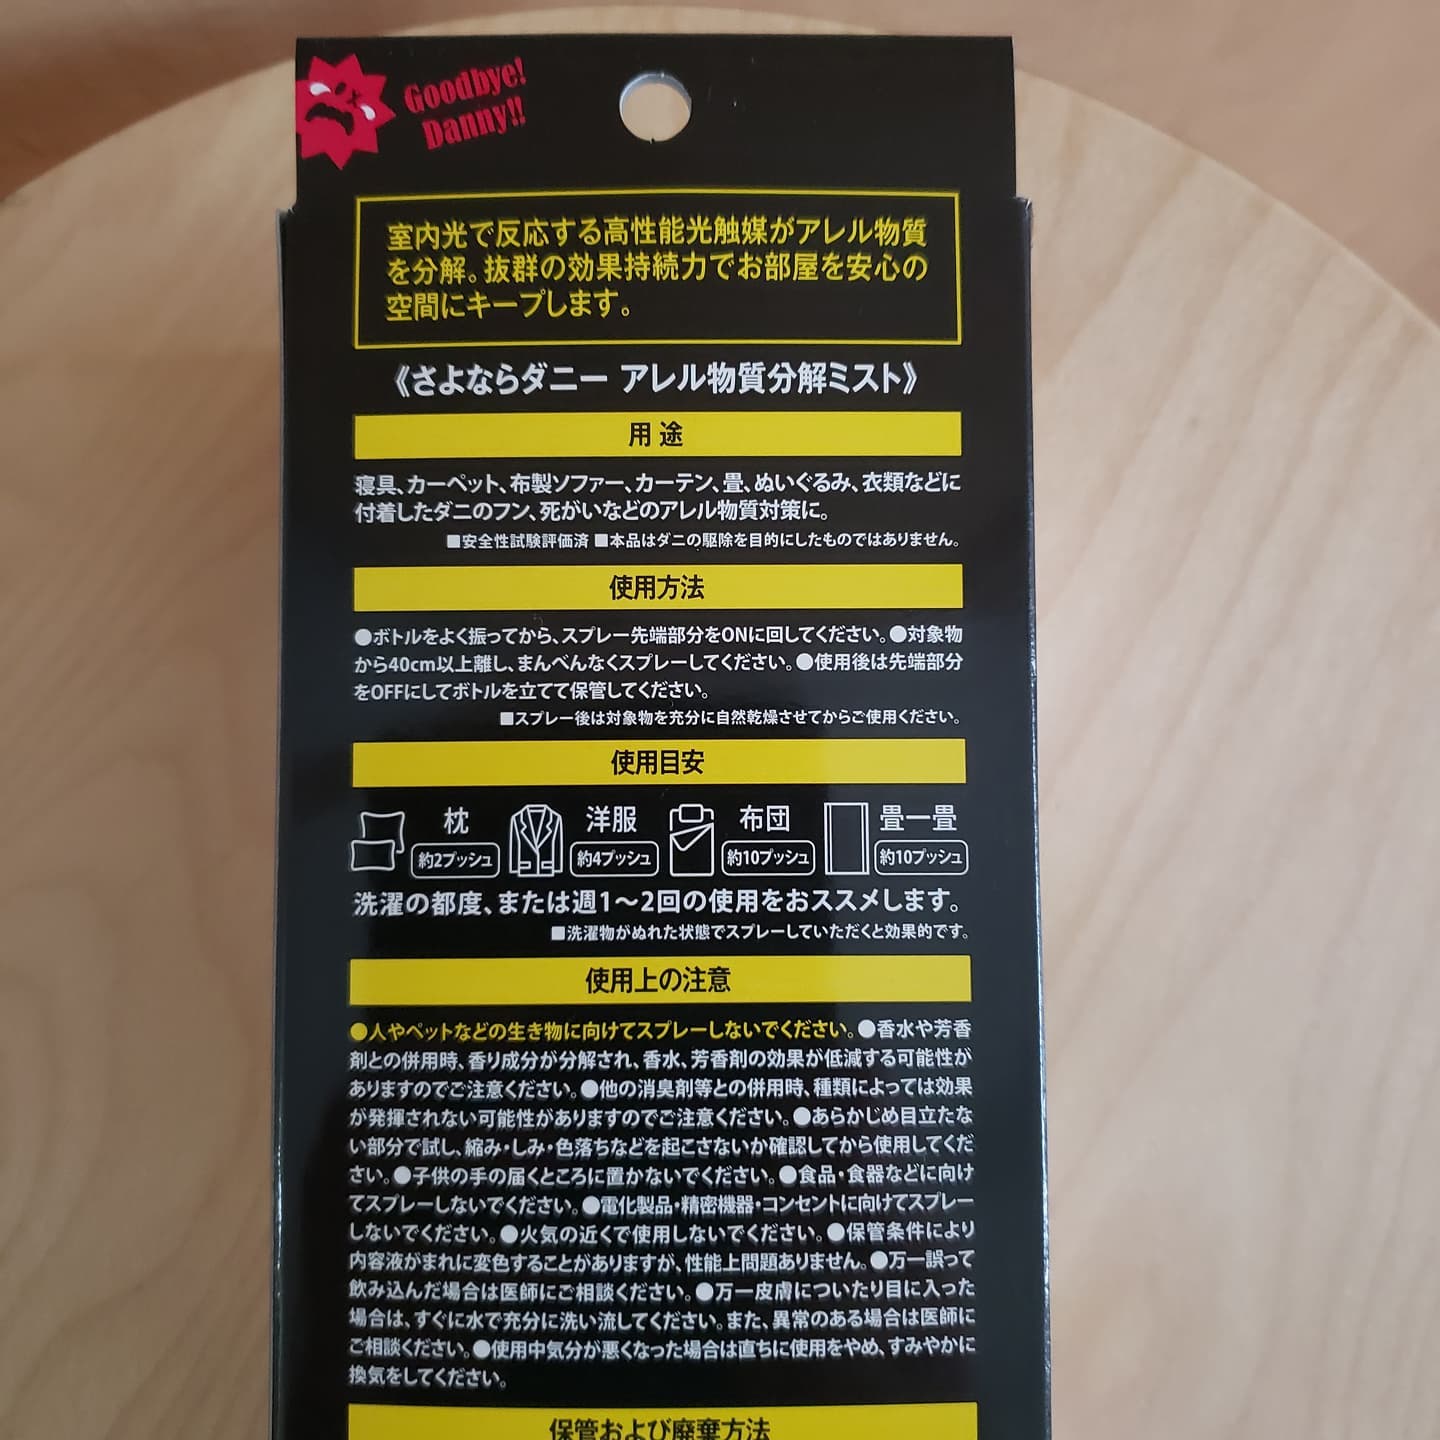 Goodbye!
Danny!!
室内光で反応する高性能光触媒がアレル物質
を分解。抜群の効果持続力でお部屋を安心の
空間にキープします。
《さよならダニー アレル物質分解ミスト》
用途
寝具、カーペット、布製ソファー、カーテン、畳、ぬいぐるみ、衣類などに
付着したダニのフン、死がいなどのアレル物質対策に。
■安全性試験評価済 ■本品はダニの駆除を目的にしたものではありません。
使用方法
●ボトルをよく振ってから、スプレー先端部分をONに回してください。●対象物
から40cm以上離し、まんべんなくスプレーしてください。●使用後は先端部分
をOFFにしてボトルを立てて保管してください。
■スプレー後は対象物を充分に自然乾燥させてからご使用ください。
使用目安
枕 洋服 布団 畳一畳
約2プッシュ 約4プッシュ 約10プッシュ 約10プッシュ
洗濯の都度、または週1〜2回の使用をおススメします。
■洗濯物がぬれた状態でスプレーしていただくと効果的です。
使用上の注意
●人やペットなどの生き物に向けてスプレーしないでください。●香水や芳香
剤との併用時、香り成分が分解され、香水、芳香剤の効果が低減する可能性が
ありますのでご注意ください。●他の消臭剤等との併用時、種類によっては効果
が発揮されない可能性がありますのでご注意ください。●あらかじめ目立たな
い部分で試し、縮み・しみ・色落ちなどを起こさないか確認してから使用してくだ
さい。●子供の手の届くところに置かないでください。●食品・食器などに向け
てスプレーしないでください。●電化製品・精密機器・コンセントに向けてスプレー
しないでください。●火気の近くで使用しないでください。●保管条件により
内容液がまれに変色することがありますが、性能上問題ありません。●万一誤って
飲み込んだ場合は医師にご相談ください。●万一皮膚についたり目に入った
場合は、すぐに水で充分に洗い流してください。また、異常のある場合は医師に
ご相談ください。●使用中気分が悪くなった場合は直ちに使用をやめ、すみやかに
換気をしてください。
保管および廃棄方法